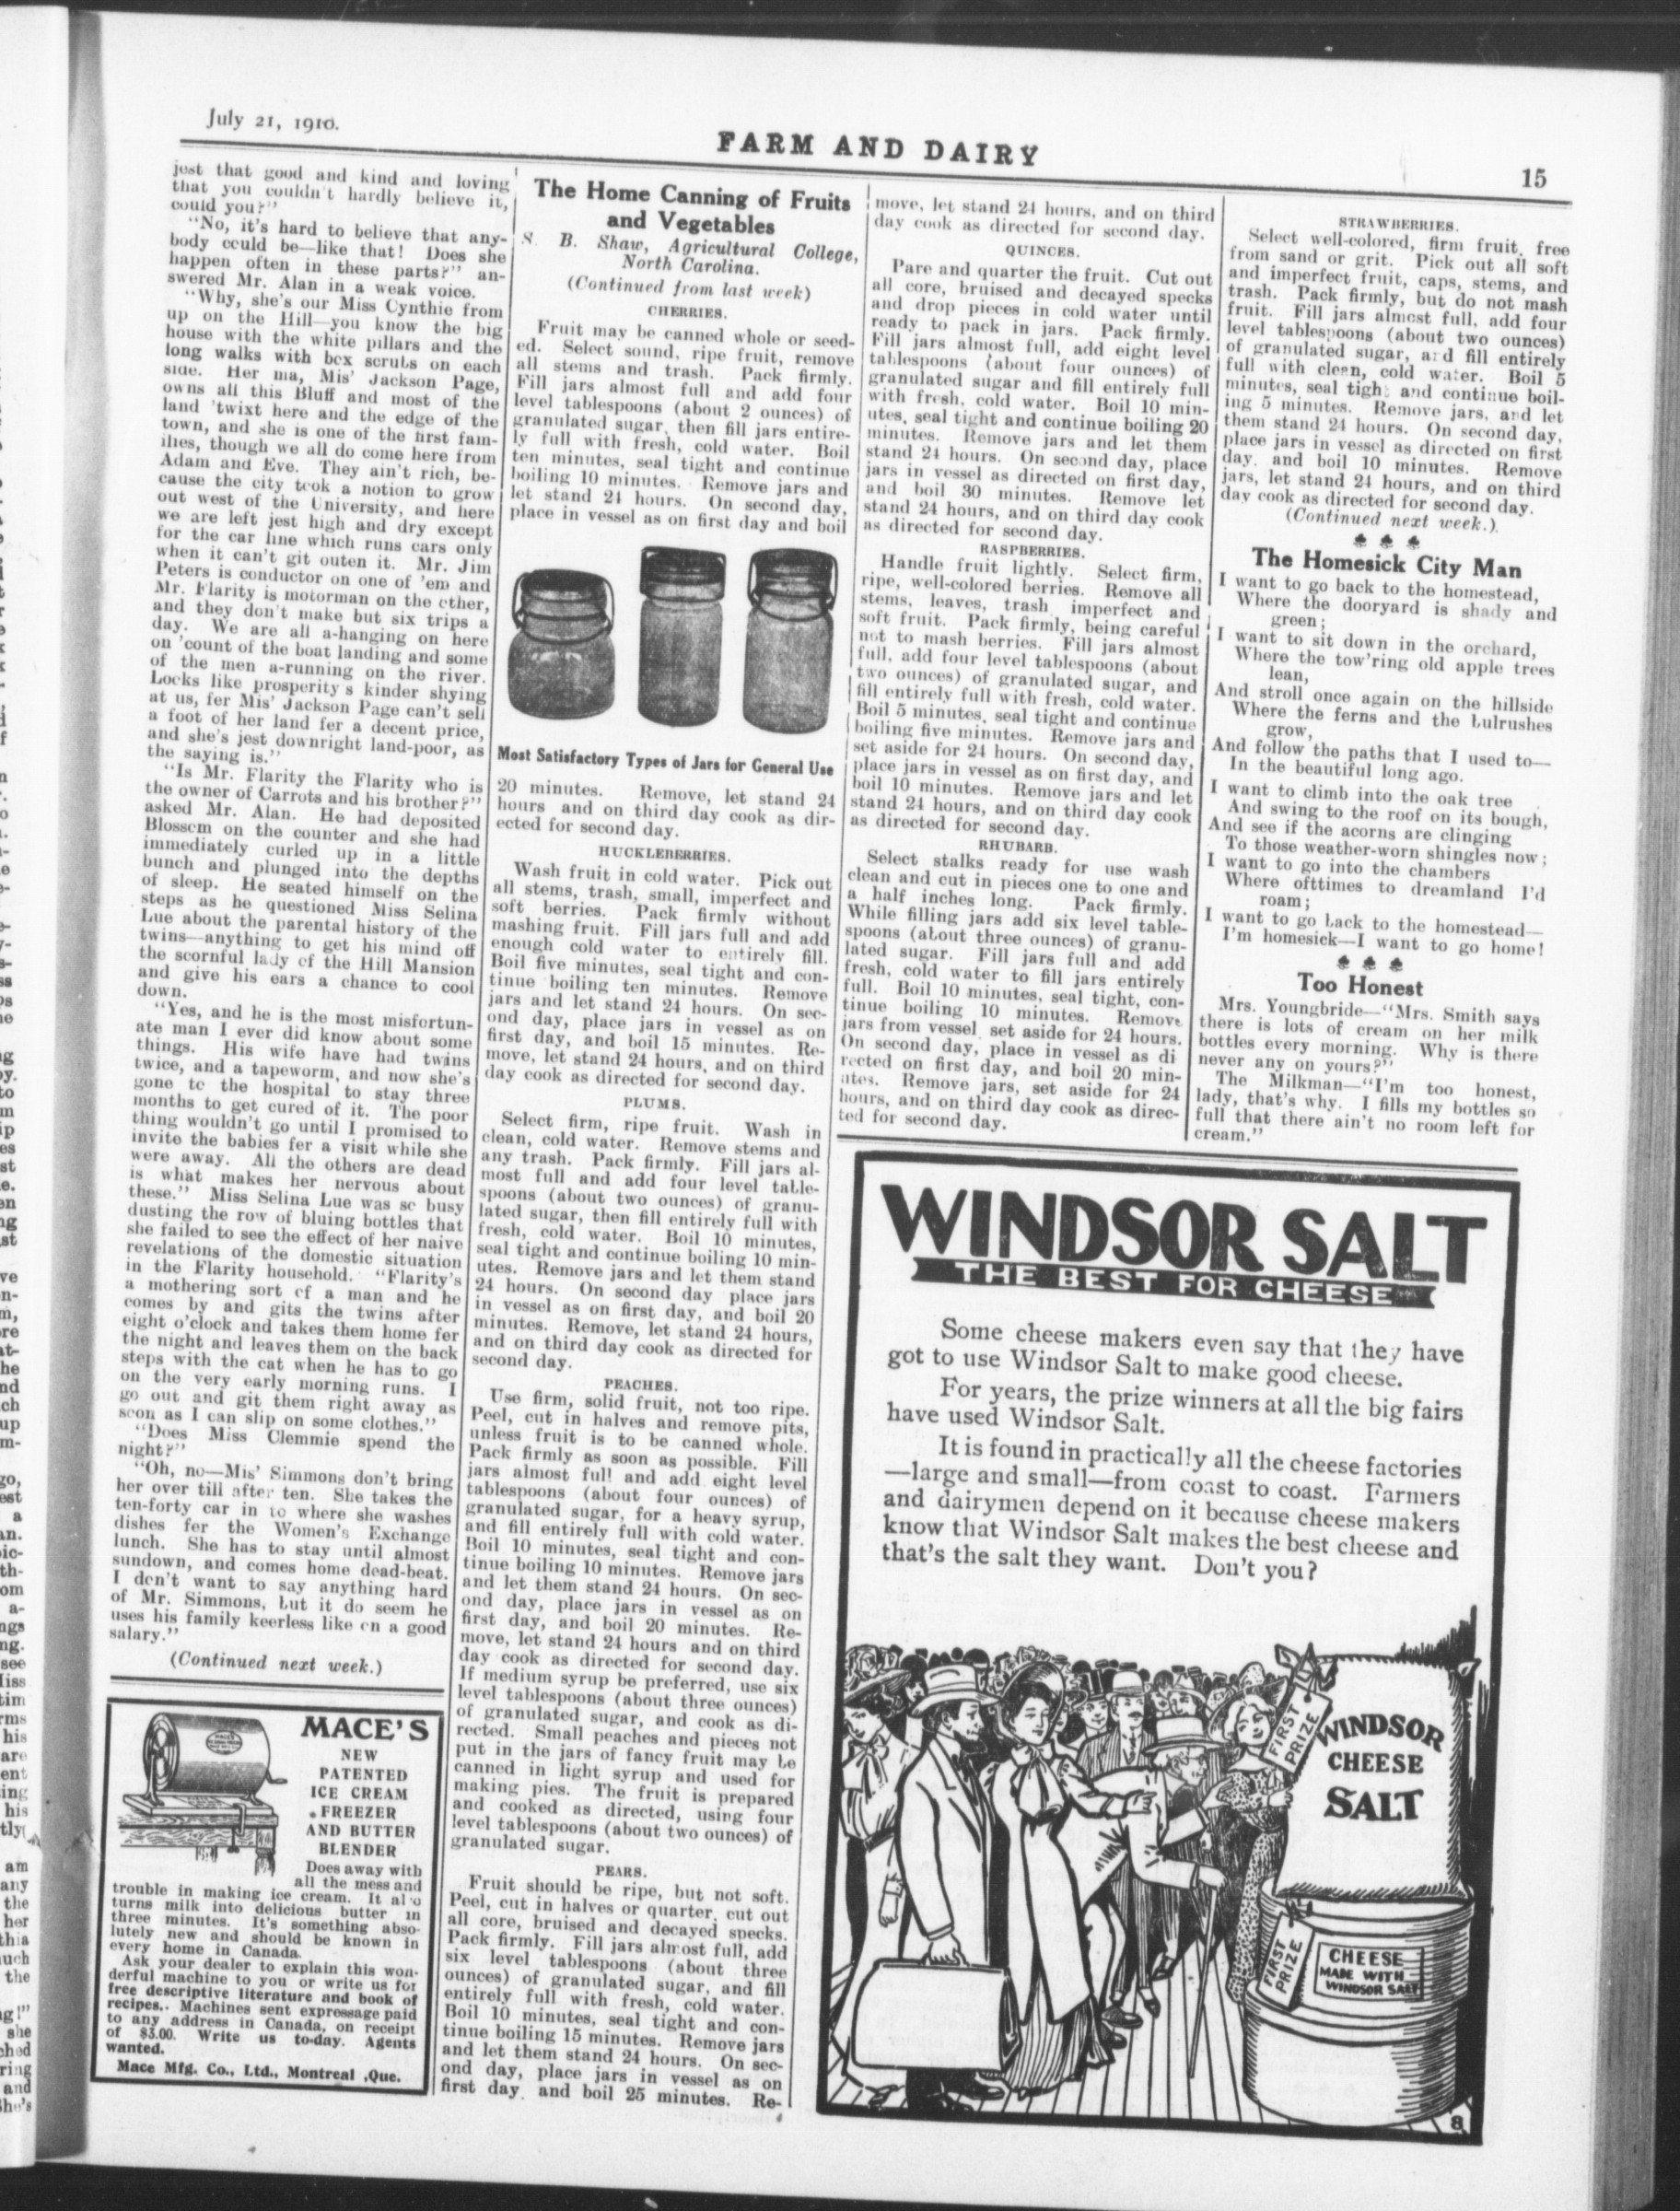 July 21, 1910.
FARM AND DAIRY
15
just that good and kind and loving
that you couldn't hardly believe it,
could you?"
"No, it's hard to believe that any-
body could be—like that! Does she
happen often in these parts?" an-
swered Mr. Alan in a weak voice.
"Why, she's our Miss Cynthie from
up on the Hill—you know the big
house with the white pillars and the
long walks with box scruts on each
side. Her ma, Mis' Jackson Page,
owns all this Bluff and most of the
land 'twixt here and the edge of the
town, and she is one of the first fam-
ilies, though we all do come here from
Adam and Eve. They ain't rich, be-
cause the city took a notion to grow
out west of the University, and here
we are left jest high and dry except
for the car line which runs cars only
when it can't git outen it. Mr. Jim
Peters is conductor on one of 'em and
Mr. Flarity is motorman on the other,
and they don't make but six trips a
day. We are all a-hanging on here
on 'count of the boat landing and some
of the men a-running on the river.
Looks like prosperity's kinder shying
at us, fer Mis' Jackson Page can't sell
a foot of her land fer a decent price,
and she's jest downright land-poor, as
the saying is."
"Is Mr. Flarity the Flarity who is
the owner of Carrots and his brother?"
asked Mr. Alan. He had deposited
Blossom on the counter and she had
immediately curled up in a little
bunch and plunged into the depths
of sleep. He seated himself on the
steps as he questioned Miss Selina
Lue about the parental history of the
twins—anything to get his mind off
the scornful lady of the Hill Mansion
and give his ears a chance to cool
down.
"Yes, and he is the most misfortun-
ate man I ever did know about some
things. His wife have had twins
twice, and a tapeworm, and now she's
gone to the hospital to stay three
months to get cured of it. The poor
thing wouldn't go until I promised to
invite the babies fer a visit while she
were away. All the others are dead
is what makes her nervous about
these." Miss Selina Lue was so busy
dusting the row of bluing bottles that
she failed to see the effect of her naive
revelations of the domestic situation
in the Flarity household. "Flarity's
a mothering sort of a man and he
comes by and gits the twins after
eight o'clock and takes them home fer
the night and leaves them on the back
steps with the cat when he has to go
on the very early morning runs. I
go out and git them right away as
soon as I can slip on some clothes."
"Does Miss Clemmie spend the
night?"
"Oh, no—Mis' Simmons don't bring
her over till after ten. She takes the
ten-forty car in to where she washes
dishes fer the Women's Exchange
lunch. She has to stay until almost
sundown, and comes home dead-beat.
I don't want to say anything hard
of Mr. Simmons, but it do seem he
uses his family keerless like on a good
salary."
(Continued next week.)
MACE'S
NEW
PATENTED
ICE CREAM
FREEZER
AND BUTTER
BLENDER
Does away with
all the mess and
trouble in making ice cream. It also
turns milk into delicious butter in
three minutes. It's something abso-
lutely new and should be known in
every home in Canada.
Ask your dealer to explain this won-
derful machine to you or write us for
free descriptive literature and book of
recipes.. Machines sent expressage paid
to any address in Canada, on receipt
of $3.00. Write us to-day. Agents
wanted.
Mace Mfg. Co., Ltd., Montreal ,Que.
The Home Canning of Fruits
and Vegetables
S. B. Shaw, Agricultural College,
North Carolina.
(Continued from last week)
CHERRIES.
Fruit may be canned whole or seed-
ed. Select sound, ripe fruit, remove
all stems and trash. Pack firmly.
Fill jars almost full and add four
level tablespoons (about 2 ounces) of
granulated sugar, then fill jars entire-
ly full with fresh, cold water. Boil
ten minutes, seal tight and continue
boiling 10 minutes. Remove jars and
let stand 24 hours. On second day,
place in vessel as on first day and boil
Most Satisfactory Types of Jars for General Use
20 minutes. Remove, let stand 24
hours and on third day cook as dir-
ected for second day.
HUCKLEBERRIES.
Wash fruit in cold water. Pick out
all stems, trash, small, imperfect and
soft berries. Pack firmly without
mashing fruit. Fill jars full and add
enough cold water to entirely fill.
Boil five minutes, seal tight and con-
tinue boiling ten minutes. Remove
jars and let stand 24 hours. On sec-
ond day, place jars in vessel as on
first day, and boil 15 minutes. Re-
move, let stand 24 hours, and on third
day cook as directed for second day.
PLUMS.
Select firm, ripe fruit. Wash in
clean, cold water. Remove stems and
any trash. Pack firmly. Fill jars al-
most full and add four level table-
spoons (about two ounces) of granu-
lated sugar, then fill entirely full with
fresh, cold water. Boil 10 minutes,
seal tight and continue boiling 10 min-
utes. Remove jars and let them stand
24 hours. On second day place jars
in vessel as on first day, and boil 20
minutes. Remove, let stand 24 hours,
and on third day cook as directed for
second day.
PEACHES.
Use firm, solid fruit, not too ripe.
Peel, cut in halves and remove pits,
unless fruit is to be canned whole.
Pack firmly as soon as possible. Fill
jars almost full and add eight level
tablespoons (about four ounces) of
granulated sugar, for a heavy syrup,
and fill entirely full with cold water.
Boil 10 minutes, seal tight and con-
tinue boiling 10 minutes. Remove jars
and let them stand 24 hours. On sec-
ond day, place jars in vessel as on
first day, and boil 20 minutes. Re-
move, let stand 24 hours and on third
day cook as directed for second day.
If medium syrup be preferred, use six
level tablespoons (about three ounces)
of granulated sugar, and cook as di-
rected. Small peaches and pieces not
put in the jars of fancy fruit may be
canned in light syrup and used for
making pies. The fruit is prepared
and cooked as directed, using four
level tablespoons (about two ounces) of
granulated sugar.
PEARS.
Fruit should be ripe, but not soft.
Peel, cut in halves or quarter, cut out
all core, bruised and decayed specks.
Pack firmly. Fill jars almost full, add
six level tablespoons (about three
ounces) of granulated sugar, and fill
entirely full with fresh, cold water.
Boil 10 minutes, seal tight and con-
tinue boiling 15 minutes. Remove jars
and let them stand 24 hours. On sec-
ond day, place jars in vessel as on
first day, and boil 25 minutes. Re-
move, let stand 24 hours, and on third
day cook as directed for second day.
QUINCES.
Pare and quarter the fruit. Cut out
all core, bruised and decayed specks
and drop pieces in cold water until
ready to pack in jars. Pack firmly.
Fill jars almost full, add eight level
tablespoons (about four ounces) of
granulated sugar and fill entirely full
with fresh, cold water. Boil 10 min-
utes, seal tight and continue boiling 20
minutes. Remove jars and let them
stand 24 hours. On second day, place
jars in vessel as directed on first day,
and boil 30 minutes. Remove let
stand 24 hours, and on third day cook
as directed for second day.
RASPBERRIES.
Handle fruit lightly. Select firm,
ripe, well-colored berries. Remove all
stems, leaves, trash imperfect and
soft fruit. Pack firmly, being careful
not to mash berries. Fill jars almost
full, add four level tablespoons (about
two ounces) of granulated sugar, and
fill entirely full with fresh, cold water.
Boil 5 minutes, seal tight and continue
boiling five minutes. Remove jars and
set aside for 24 hours. On second day,
place jars in vessel as on first day, and
boil 10 minutes. Remove jars and let
stand 24 hours, and on third day cook
as directed for second day.
RHUBARB.
Select stalks ready for use wash
clean and cut in pieces one to one and
a half inches long. Pack firmly.
While filling jars add six level table-
spoons (about three ounces) of granu-
lated sugar. Fill jars full and add
fresh, cold water to fill jars entirely
full. Boil 10 minutes, seal tight, con-
tinue boiling 10 minutes. Remove
jars from vessel set aside for 24 hours.
On second day, place in vessel as di
rected on first day, and boil 20 min-
utes. Remove jars, set aside for 24
hours, and on third day cook as direc-
ted for second day.
STRAWBERRIES.
Select well-colored, firm fruit, free
from sand or grit. Pick out all soft
and imperfect fruit, caps, stems, and
trash. Pack firmly, but do not mash
fruit. Fill jars almost full, add four
level tablespoons (about two ounces)
of granulated sugar, and fill entirely
full with clean, cold water. Boil 5
minutes, seal tight and continue boil-
ing 5 minutes. Remove jars, and let
them stand 24 hours. On second day,
place jars in vessel as directed on first
day, and boil 10 minutes. Remove
jars, let stand 24 hours, and on third
day cook as directed for second day.
(Continued next week.)
The Homesick City Man
I want to go back to the homestead,
Where the dooryard is shady and
green;
I want to sit down in the orchard,
Where the tow'ring old apple trees
lean,
And stroll once again on the hillside
Where the ferns and the bulrushes
grow,
And follow the paths that I used to—
In the beautiful long ago.
I want to climb into the oak tree
And swing to the roof on its bough,
And see if the acorns are clinging
To those weather-worn shingles now;
I want to go into the chambers
Where ofttimes to dreamland I'd
roam;
I want to go back to the homestead—
I'm homesick—I want to go home!
Too Honest
Mrs. Youngbride—"Mrs. Smith says
there is lots of cream on her milk
bottles every morning. Why is there
never any on yours?"
The Milkman—"I'm too honest,
lady, that's why. I fills my bottles so
full that there ain't no room left for
cream."
WINDSOR SALT
THE BEST FOR CHEESE
Some cheese makers even say that they have
got to use Windsor Salt to make good cheese.
For years, the prize winners at all the big fairs
have used Windsor Salt.
It is found in practically all the cheese factories
—large and small—from coast to coast. Farmers
and dairymen depend on it because cheese makers
know that Windsor Salt makes the best cheese and
that's the salt they want. Don't you?
FIRST
PRIZE
WINDSOR
CHEESE
SALT
FIRST
PRIZE
CHEESE
MADE WITH
WINDSOR SALT
8